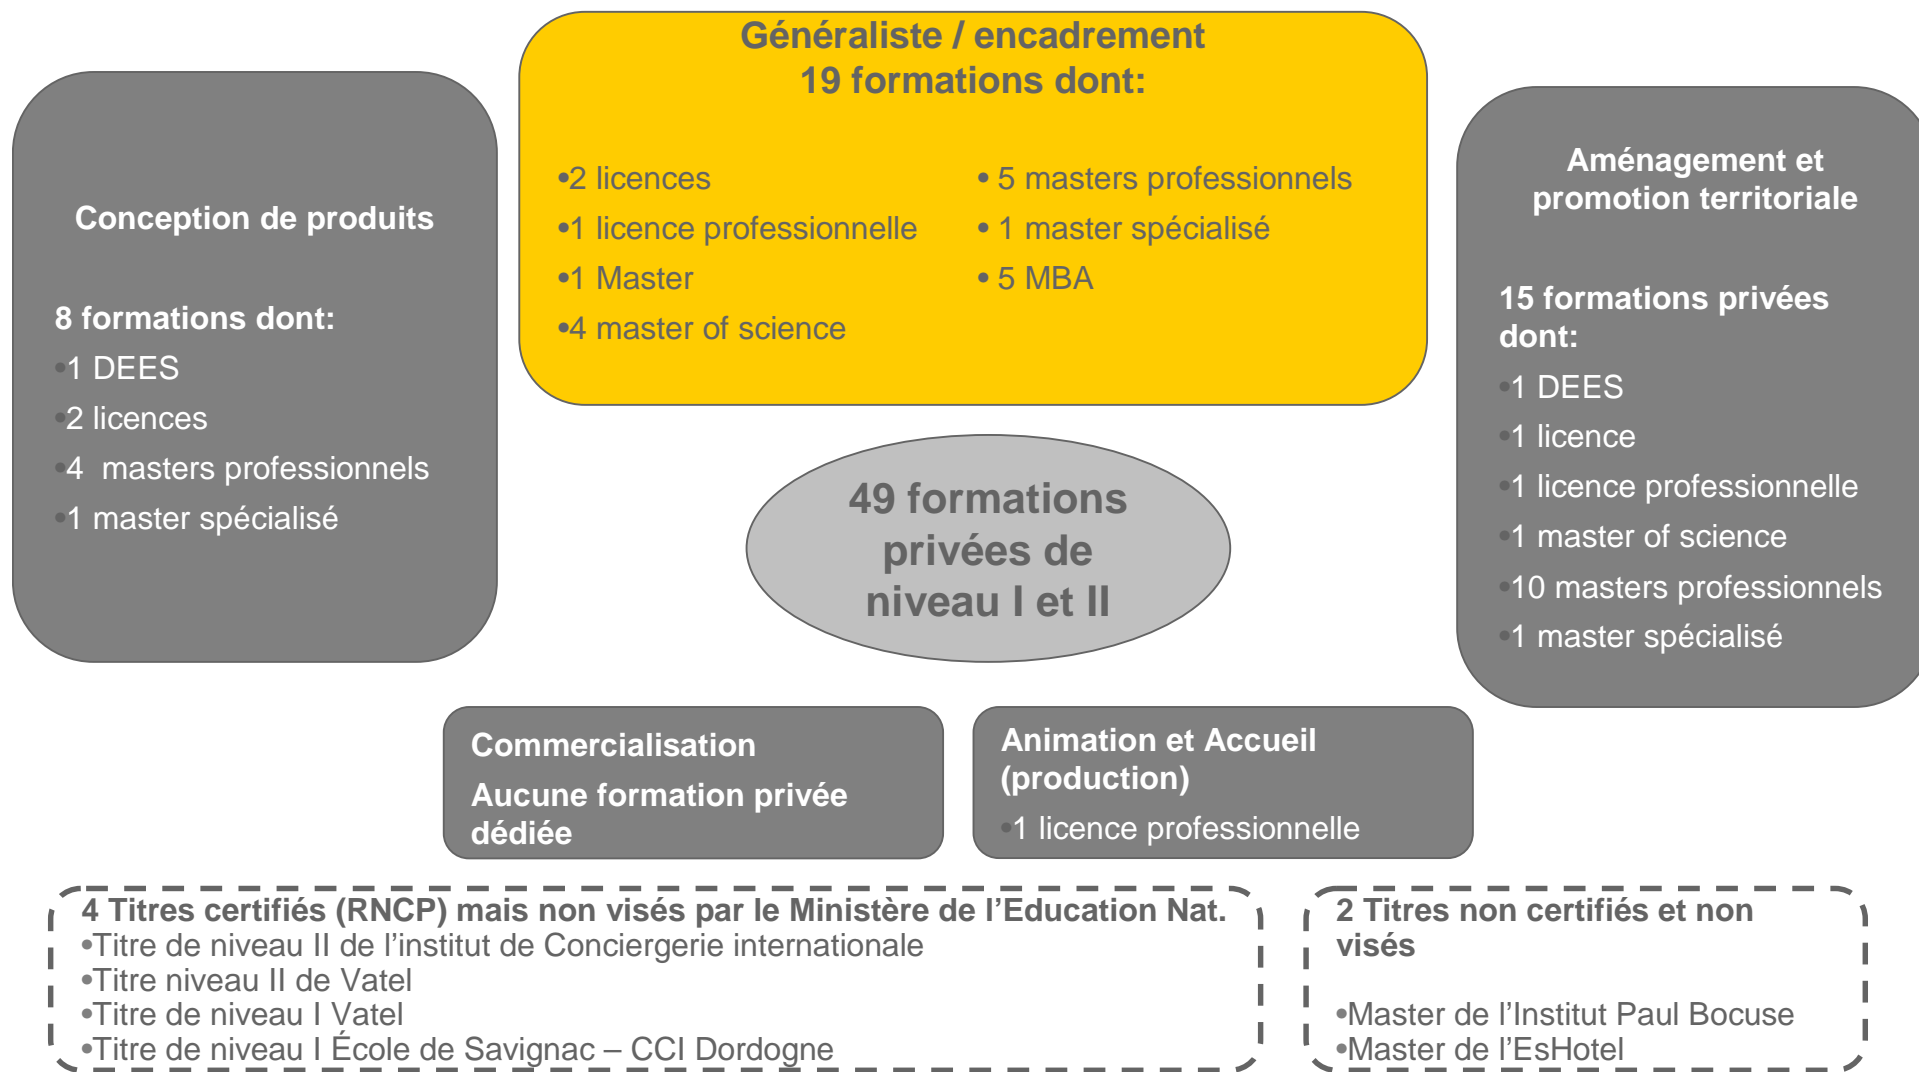 Généraliste / encadrement
19 formations dont:
•2 licences
•1 licence professionnelle
•1 Master
•4 master of science
• 5 masters professionnels
• 1 master spécialisé
• 5 MBA
Conception de produits
8 formations dont:
•1 DEES
•2 licences
•4 masters professionnels
•1 master spécialisé
Aménagement et
promotion territoriale
15 formations privées
dont:
•1 DEES
•1 licence
•1 licence professionnelle
•1 master of science
•10 masters professionnels
•1 master spécialisé
49 formations
privées de
niveau I et II
Commercialisation
Aucune formation privée
dédiée
Animation et Accueil
(production)
•1 licence professionnelle
4 Titres certifiés (RNCP) mais non visés par le Ministère de l’Education Nat.
•Titre de niveau II de l’institut de Conciergerie internationale
•Titre niveau II de Vatel
•Titre de niveau I Vatel
•Titre de niveau I École de Savignac – CCI Dordogne
2 Titres non certifiés et non
visés
•Master de l’Institut Paul Bocuse
•Master de l’EsHotel